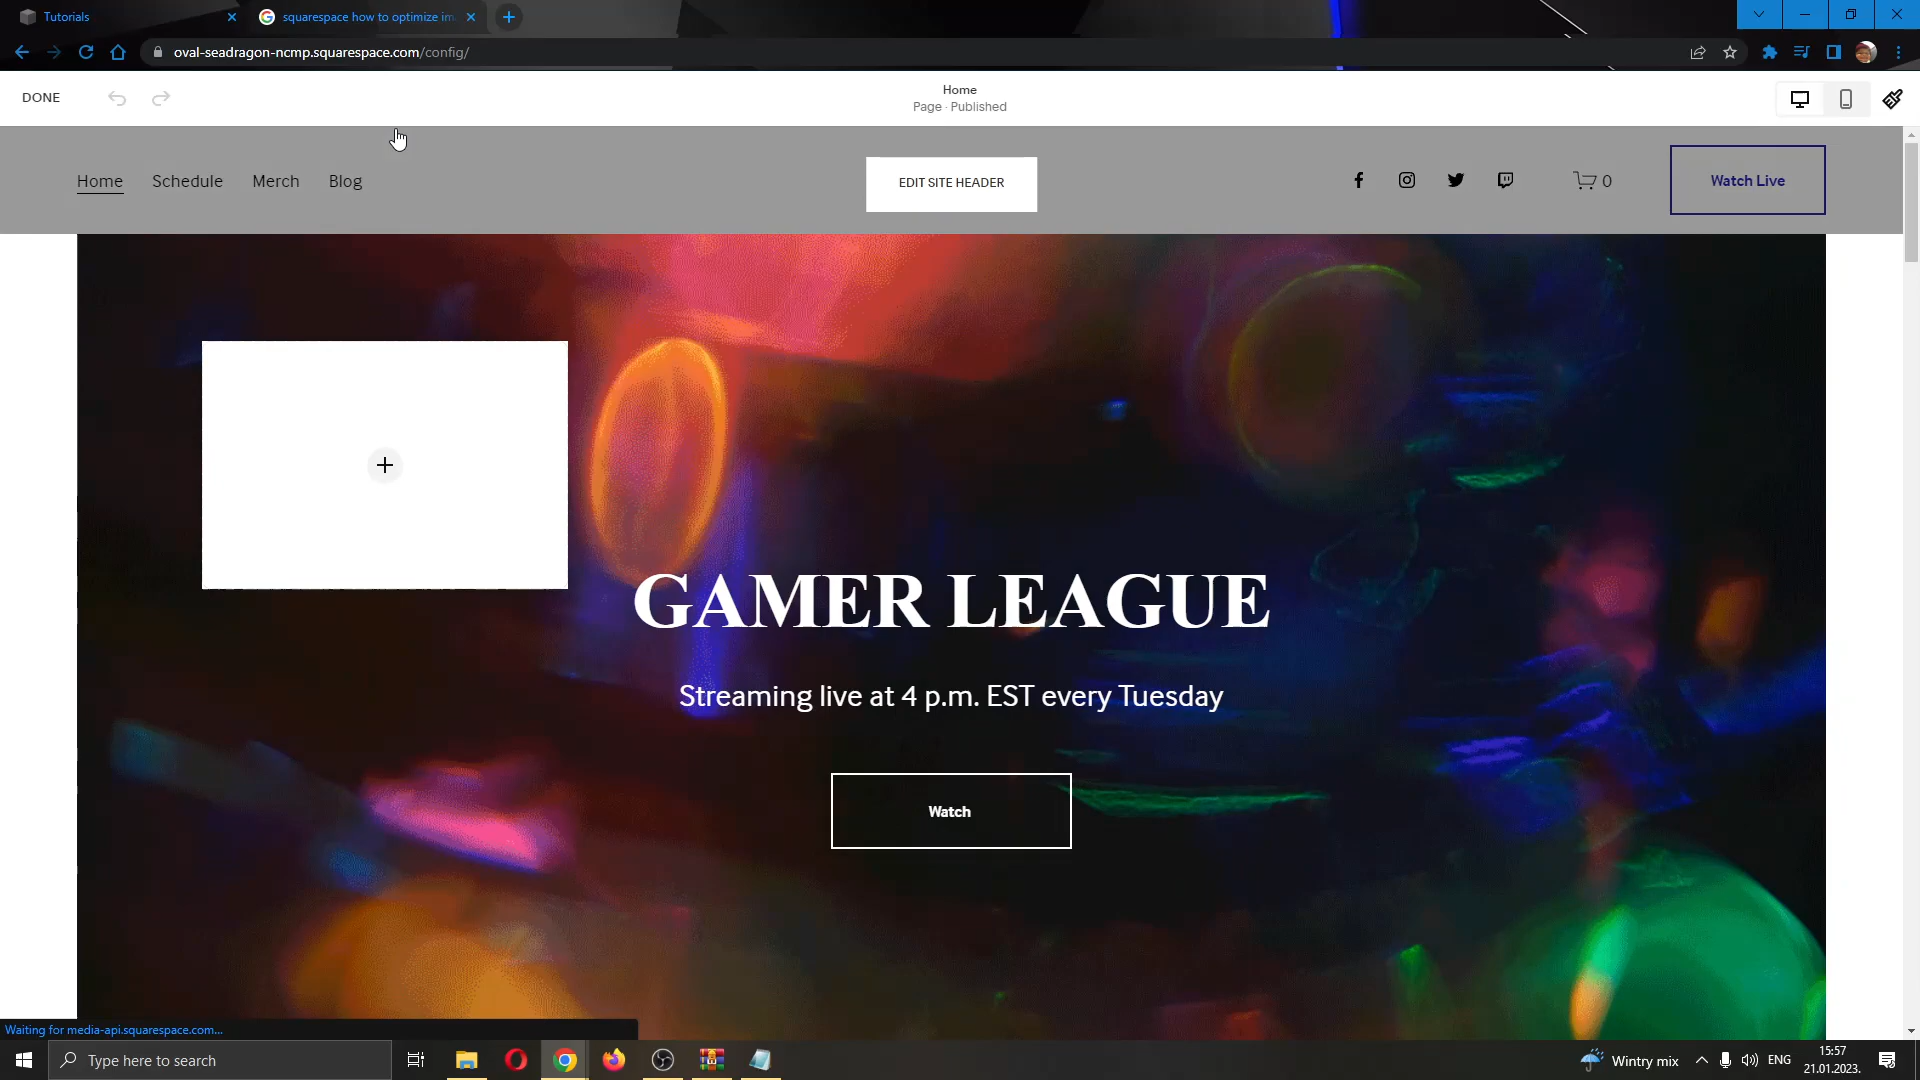 Tutorials
squarespace how to optimize im
oval-seadragon-ncmp.squarespace.com/config/
DONE
Home
Page · Published
Home
Schedule
Merch
Blog
EDIT SITE HEADER
0
Watch Live
GAMER LEAGUE
Streaming live at 4 p.m. EST every Tuesday
Watch
Waiting for media-api.squarespace.com...
Type here to search
Wintry mix
ENG
15:57
21.01.2023.